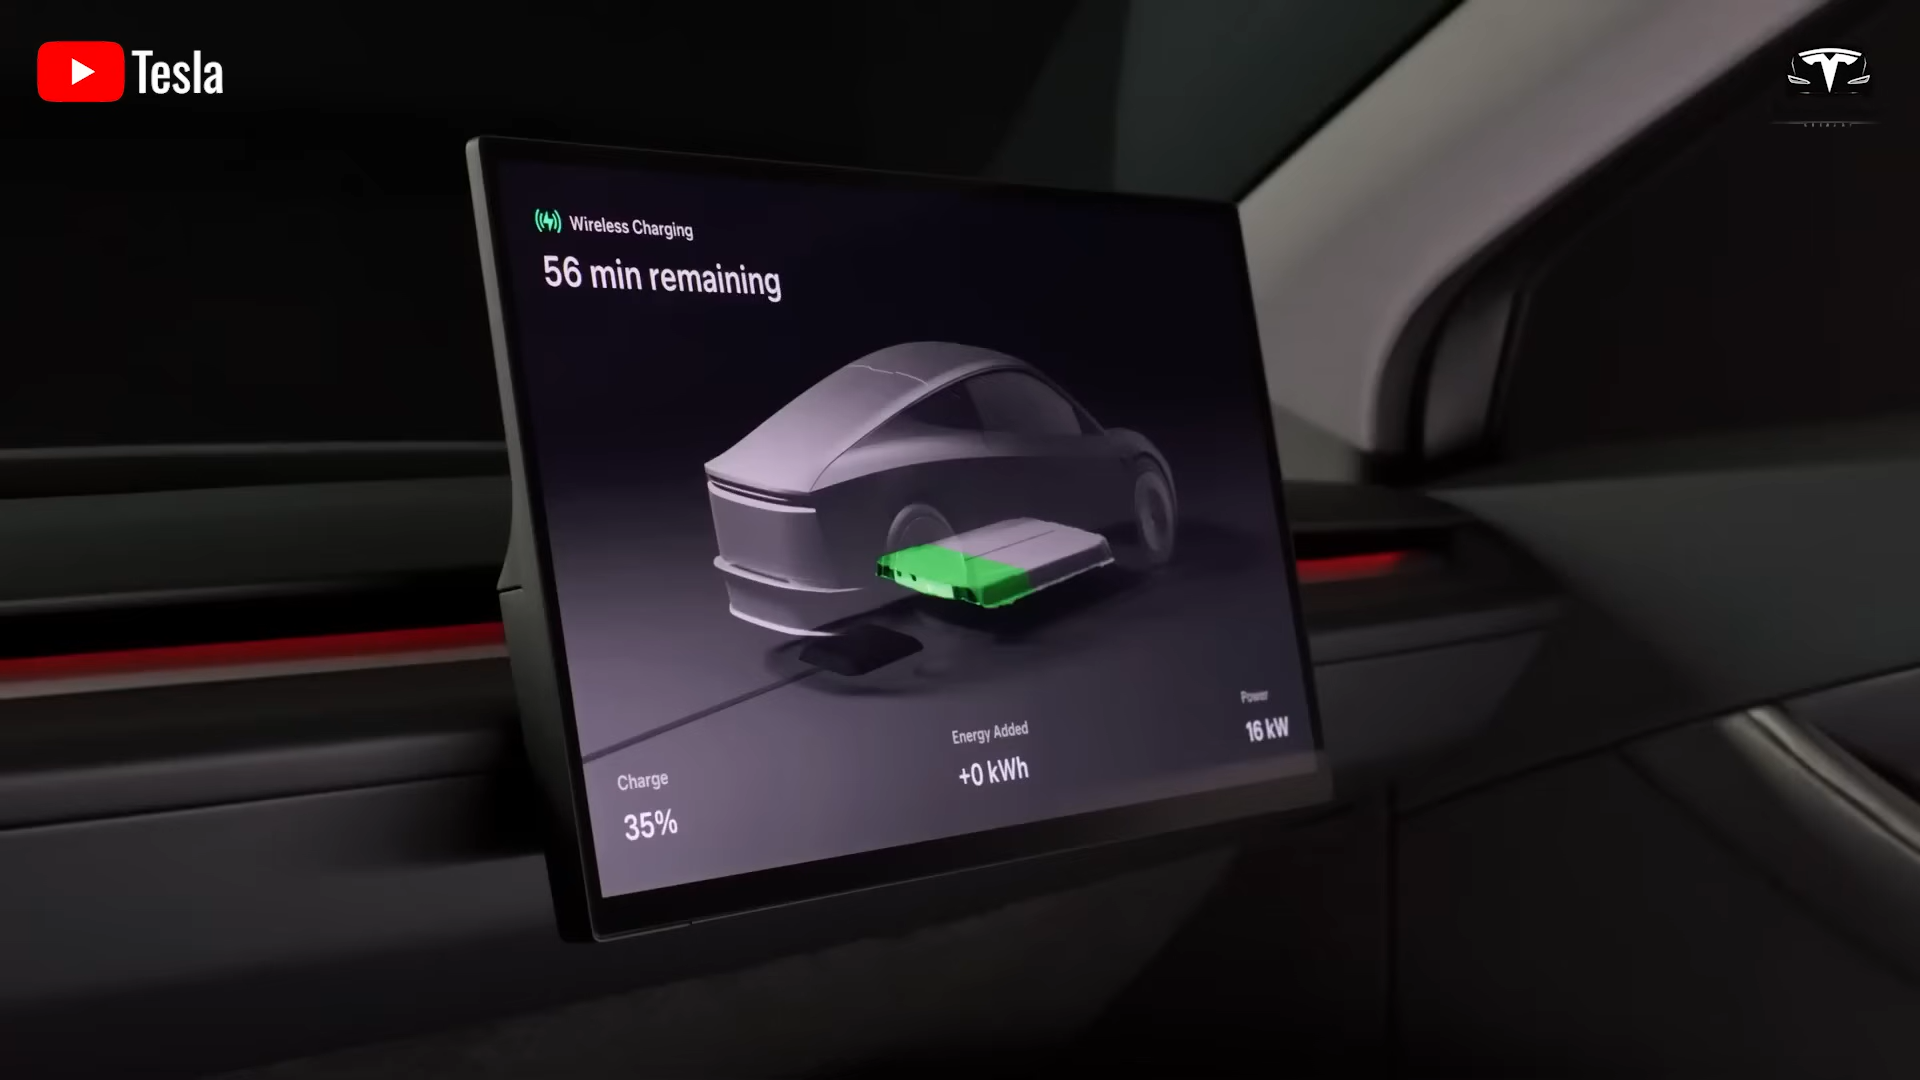 Tesla
Wireless Charging
56 min remaining
Charge
35%
Energy Added
+0 kWh
Power
16 kW